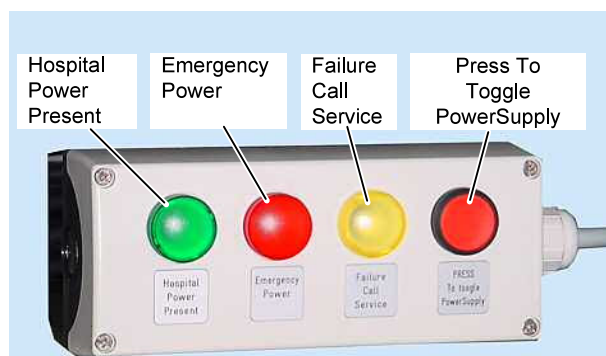 Hospital
Power
Present
Emergency
Power
Failure
Call
Service
Press To
Toggle
PowerSupply
Hospital
Power
Present
Emergency
Power
Failure
Call
Service
PRESS
To toggle
PowerSupply